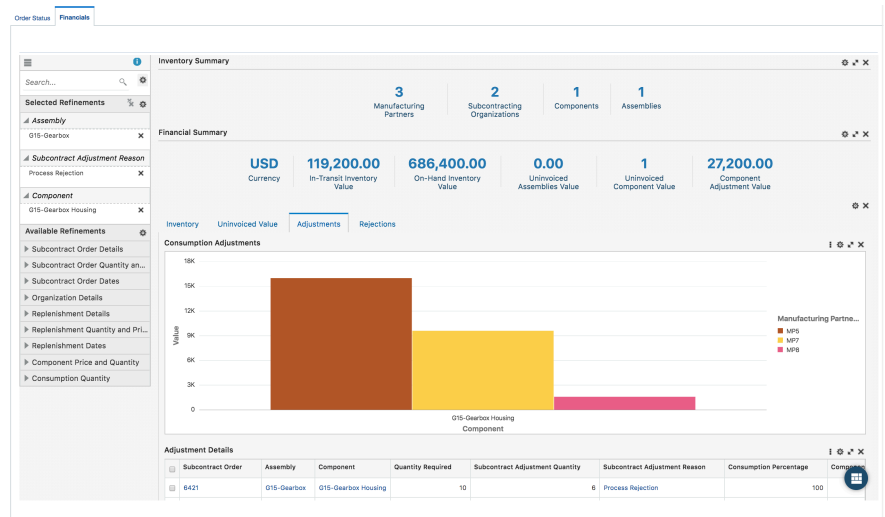 Order Status Financials
Search...
Selected Refinements
Assembly
G15-Gearbox
Subcontract Adjustment Reason
Process Rejection
Component
G15-Gearbox Housing
Available Refinements
Subcontract Order Details
Subcontract Order Quantity an...
Subcontract Order Dates
Organization Details
Replenishment Details
Replenishment Quantity and Pri...
Replenishment Dates
Component Price and Quantity
Consumption Quantity
Inventory Summary
3 2 1 1
Manufacturing Partners Subcontracting Organizations Components Assemblies
Financial Summary
USD 119,200.00 686,400.00 0.00 1 27,200.00
Currency In-Transit Inventory Value On-Hand Inventory Value Uninvoiced Assemblies Value Uninvoiced Component Value Component Adjustment Value
Inventory Uninvoiced Value Adjustments Rejections
Consumption Adjustments
18K
15K
12K
9K
6K
3K
0
Value
G15-Gearbox Housing
Component
Manufacturing Partne...
MP5
MP7
MP8
Adjustment Details
Subcontract Order Assembly Component Quantity Required Subcontract Adjustment Quantity Subcontract Adjustment Reason Consumption Percentage
6421 G15-Gearbox G15-Gearbox Housing 10 6 Process Rejection 100